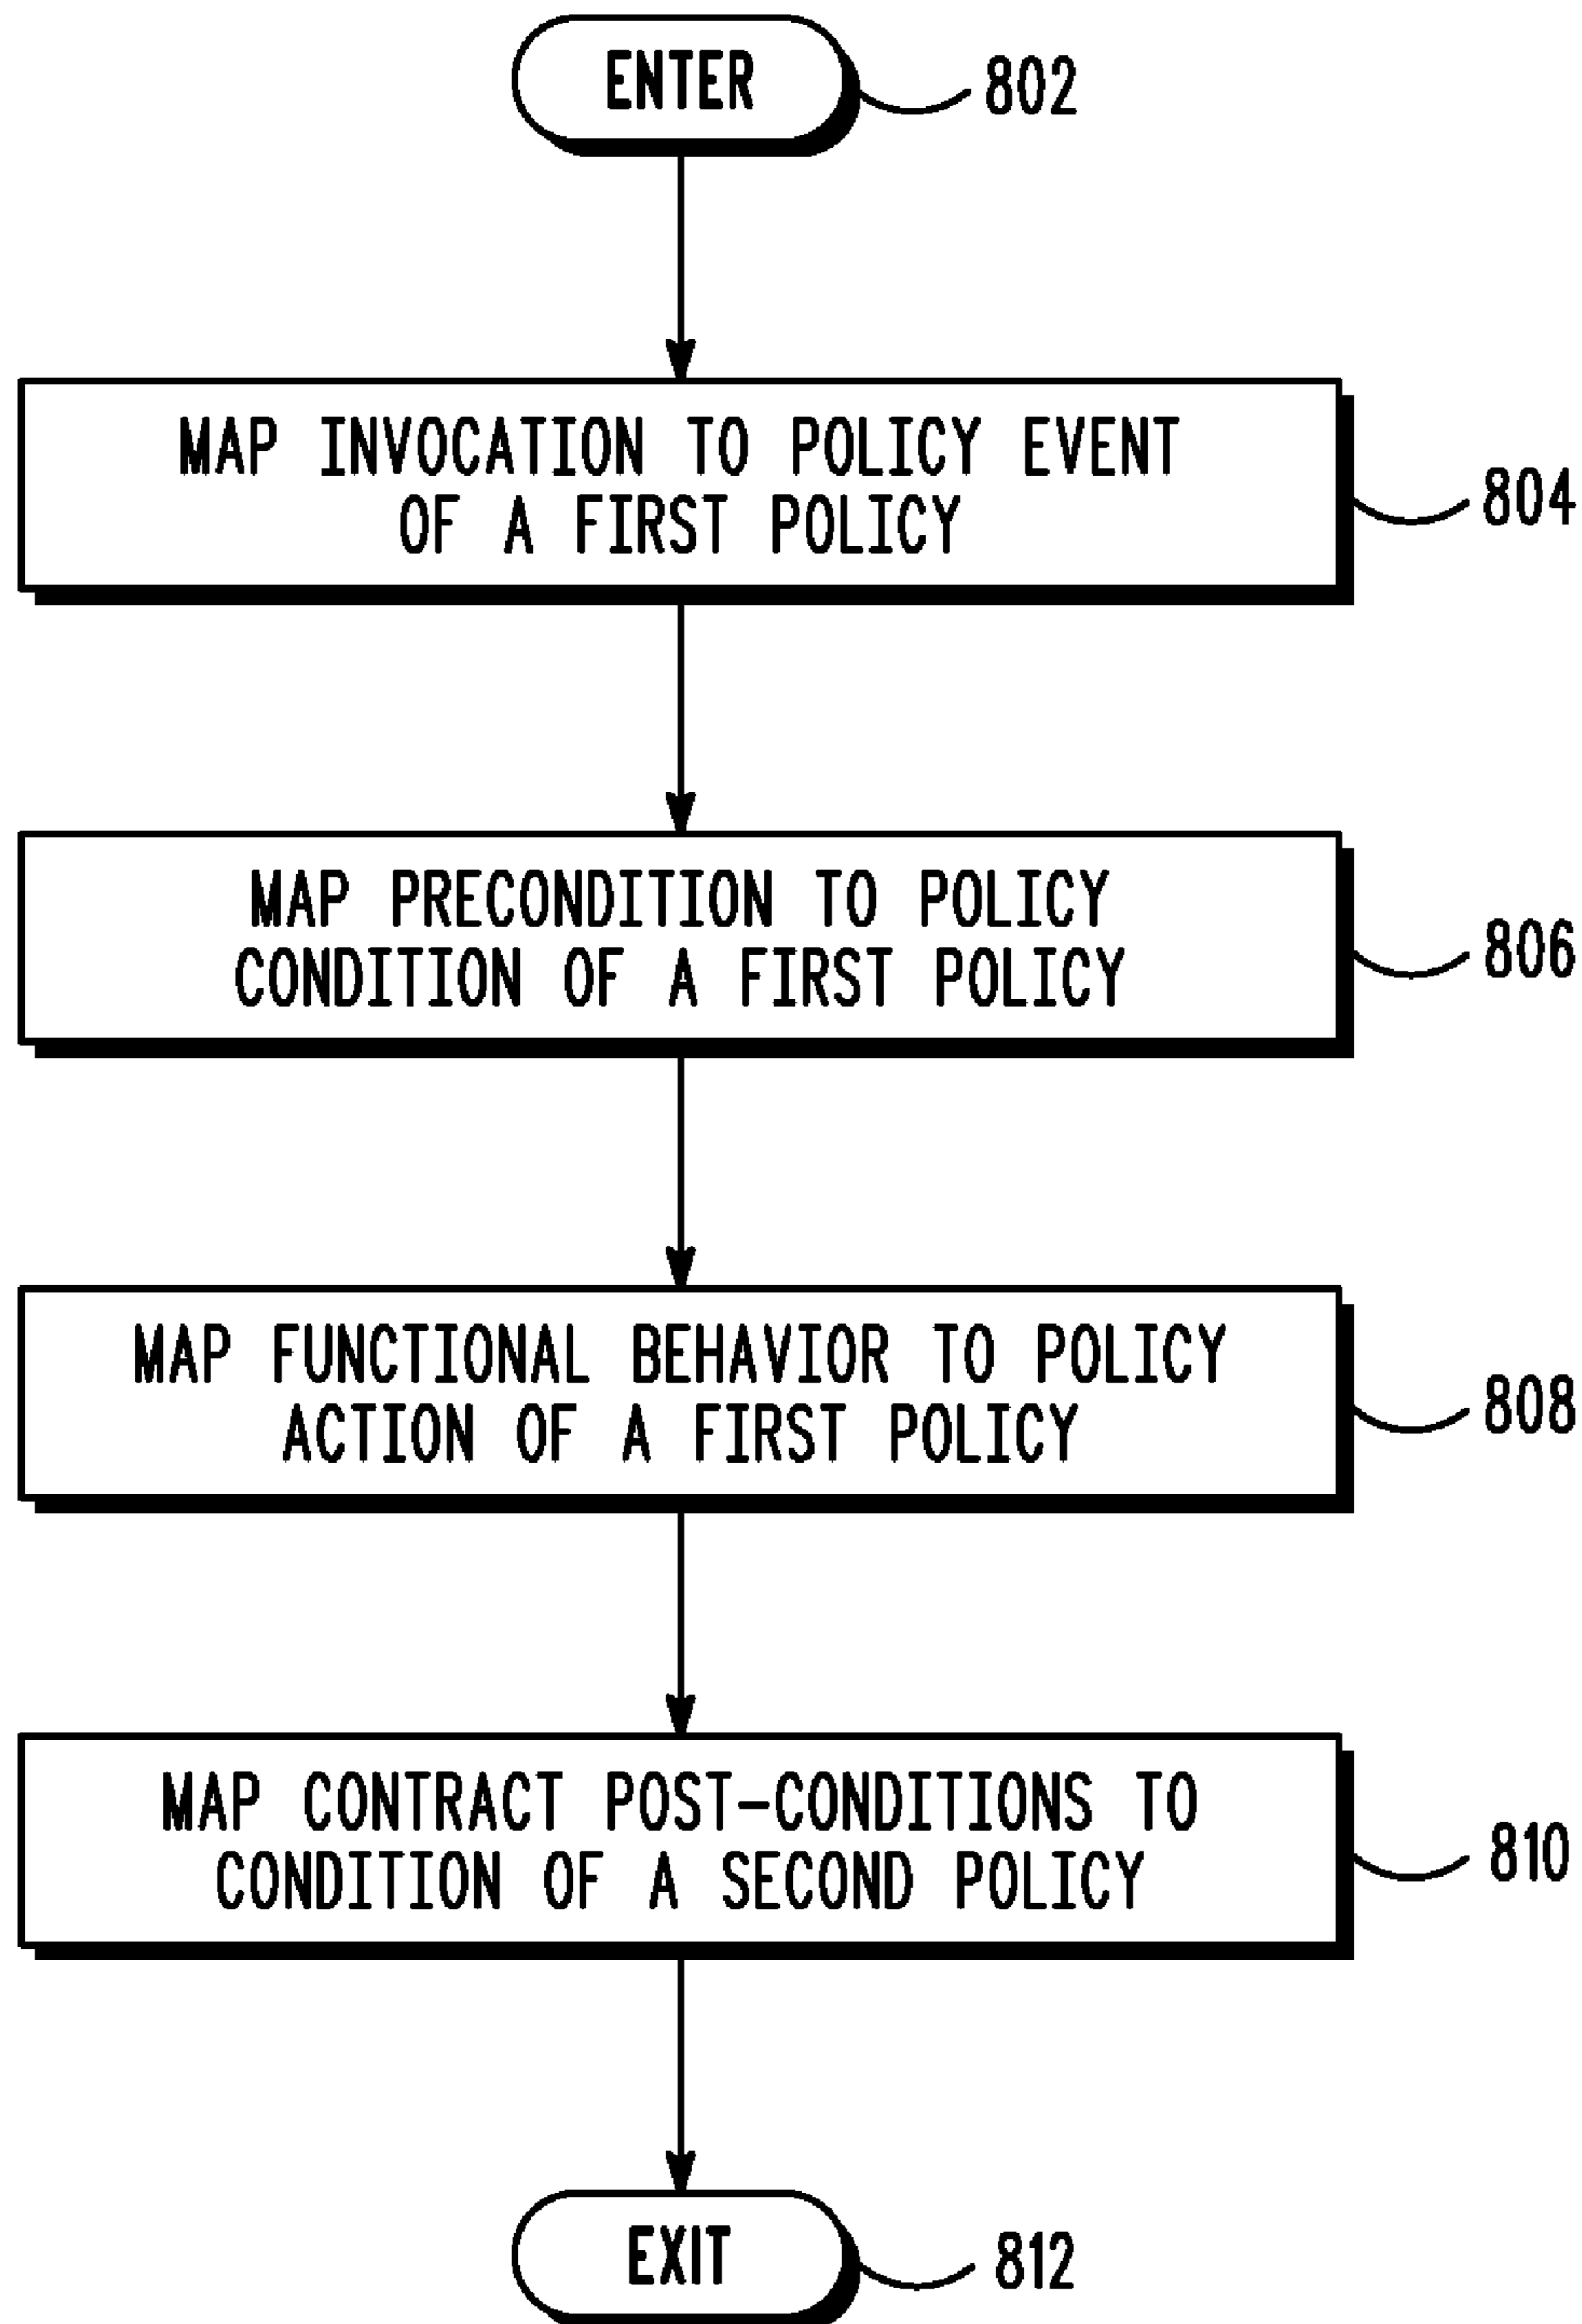 ENTER
802
MAP INVOCATION TO POLICY EVENT
OF A FIRST POLICY
804
MAP PRECONDITION TO POLICY
CONDITION OF A FIRST POLICY
806
MAP FUNCTIONAL BEHAVIOR TO POLICY
ACTION OF A FIRST POLICY
808
MAP CONTRACT POST-CONDITIONS TO
CONDITION OF A SECOND POLICY
810
EXIT
812